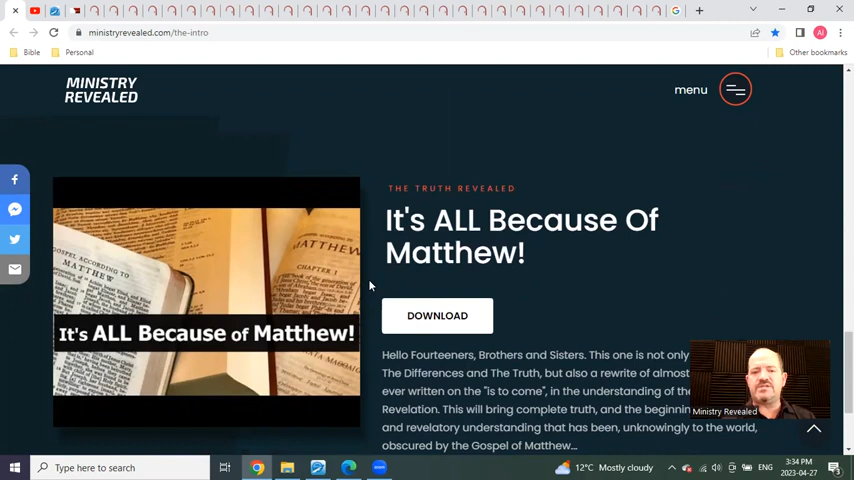 ministryrevealed.com/the-intro
Bible
Personal
Other bookmarks
MINISTRY
REVEALED
menu
THE TRUTH REVEALED
It's ALL Because Of
Matthew!
MATTHEW
CHAPTER I
GOSPEL ACCORDING TO
MATTHEW
It's ALL Because of Matthew!
DOWNLOAD
Hello Fourteeners, Brothers and Sisters. This one is not only
The Differences and The Truth, but also a rewrite of almost
ever written on the "is to come", in the understanding of the
Revelation. This will bring complete truth, and the beginnin
and revelatory understanding that has been, unknowingly to the world,
obscured by the Gospel of Matthew...
Ministry Revealed
Type here to search
12°C Mostly cloudy
ENG
3:34 PM
2023-04-27